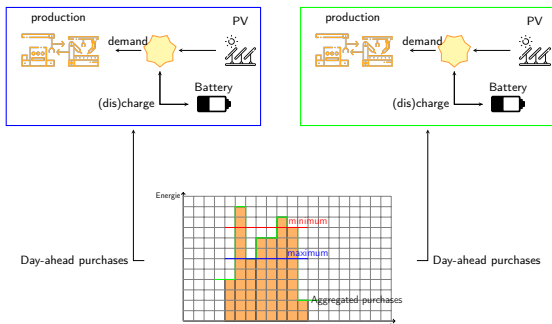 production
PV
demand
Battery
(dis)charge
production
PV
demand
Battery
(dis)charge
Energie
minimum
maximum
Day-ahead purchases
Day-ahead purchases
Aggregated purchases